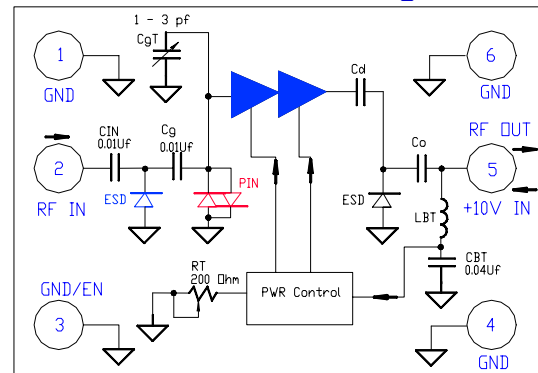 1 - 3 pf
CgT
1
GND
6
GND
Cd
CIN
0.01Uf
Cg
0.01Uf
Co
RF OUT
2
RF IN
ESD
PIN
ESD
5
+10V IN
LBT
CBT
0.04Uf
GND/EN
3
RT
200 Ohm
PWR Control
4
GND